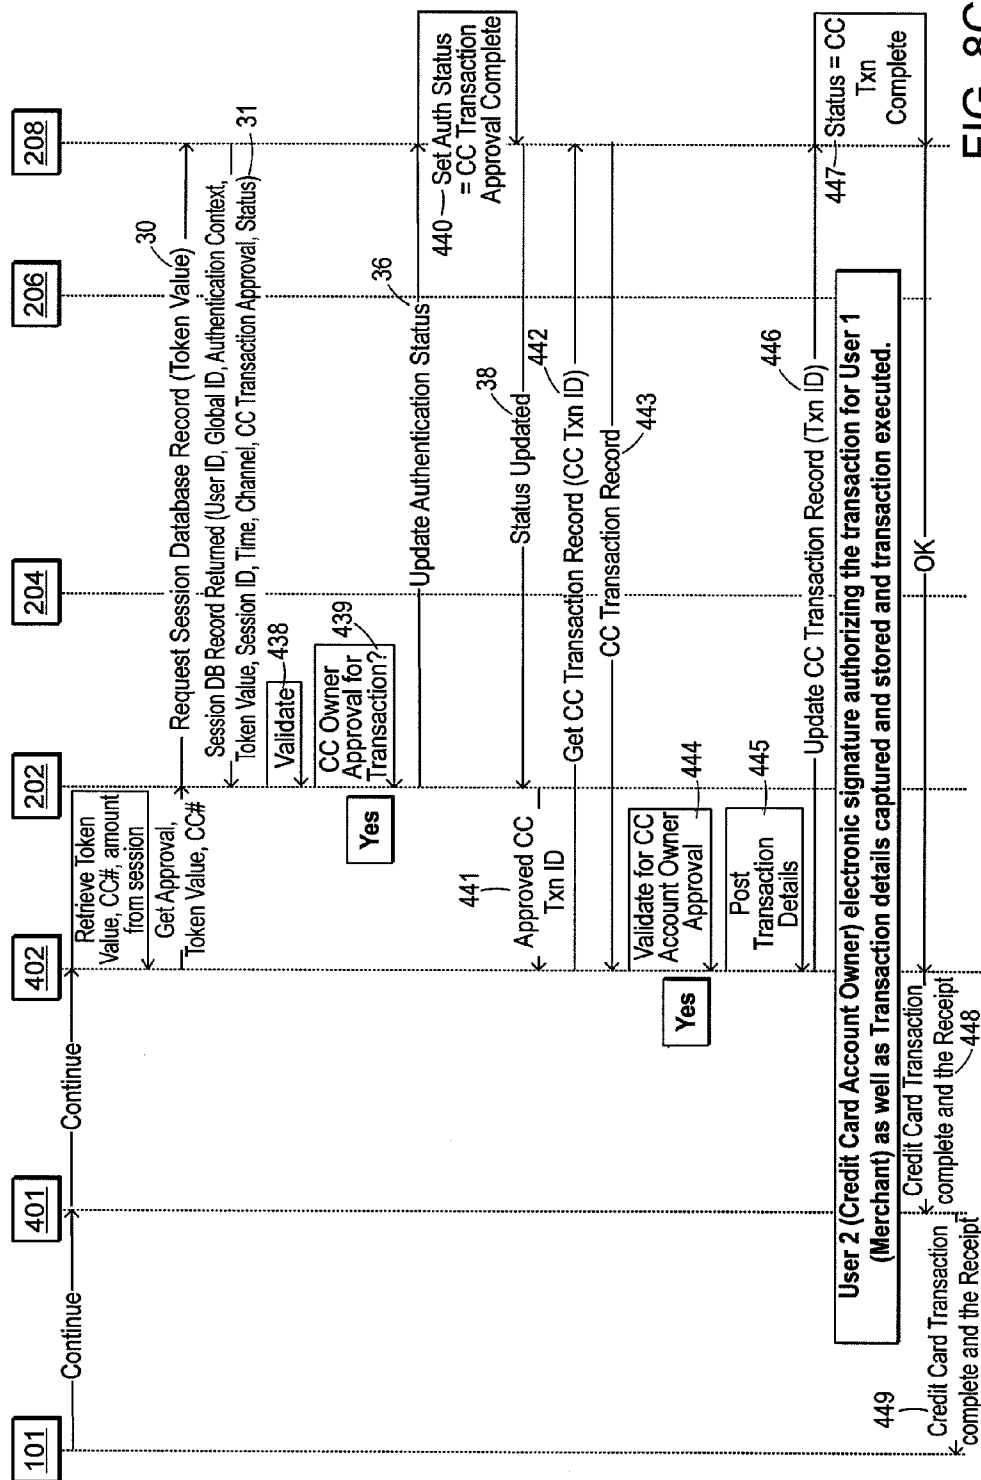 101
401
402
202
204
206
208
Continue
Continue
Retrieve Token
Value, CC#, amount
from session
Get Approval,
Token Value, CC#
Request Session Database Record (Token Value)
30
Session DB Record Returned (User ID, Global ID, Authentication Context,
Token Value, Session ID, Time, Channel, CC Transaction Approval, Status)
31
Validate
438
CC Owner
Approval for
Transaction?
439
Yes
Update Authentication Status
36
440
Set Auth Status
= CC Transaction
Approval Complete
Status Updated
38
441
Approved CC
Txn ID
Get CC Transaction Record (CC Txn ID)
442
CC Transaction Record
443
Validate for CC
Account Owner
Approval
444
Yes
Post
Transaction
Details
445
Update CC Transaction Record (Txn ID)
446
447
Status = CC
Txn
Complete
User 2 (Credit Card Account Owner) electronic signature authorizing the transaction for User 1
(Merchant) as well as Transaction details captured and stored and transaction executed.
OK
Credit Card Transaction
complete and the Receipt
448
449
Credit Card Transaction
complete and the Receipt
FIG. 8C